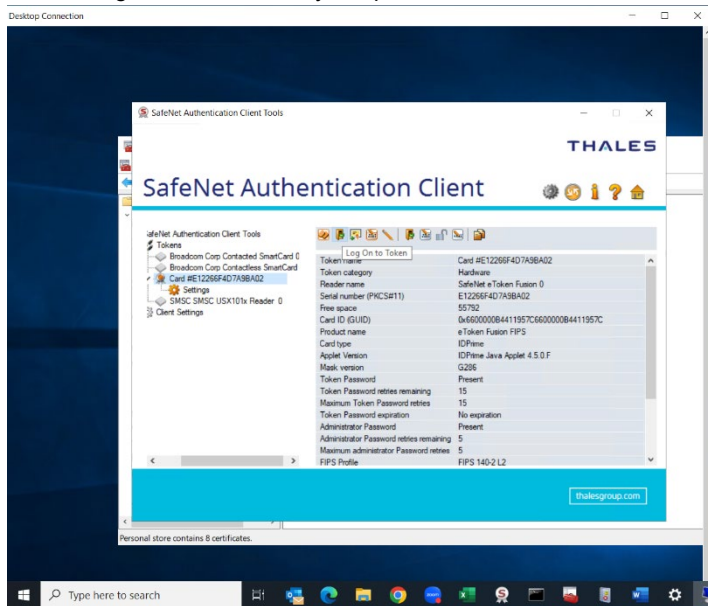 Desktop Connection
SafeNet Authentication Client Tools
THALES
SafeNet Authentication Client
SafeNet Authentication Client Tools
Tokens
Broadcom Corp Contacted SmartCard 0
Broadcom Corp Contactless SmartCard
Card #E12266F4D7A9BA02
Settings
SMSC SMSC USX101x Reader 0
Client Settings
Log On to Token
Token name Card #E12266F4D7A9BA02
Token category Hardware
Reader name SafeNet eToken Fusion 0
Serial number (PKCS#11) E12266F4D7A9BA02
Free space 55792
Card ID (GUID) 0x6600000B4411957C6600000B4411957C
Product name eToken Fusion FIPS
Card type IDPrime
Applet Version IDPrime Java Applet 4.5.0.F
Mask version G286
Token Password Present
Token Password retries remaining 15
Maximum Token Password retries 15
Token Password expiration No expiration
Administrator Password Present
Administrator Password retries remaining 5
Maximum administrator Password retries 5
FIPS Profile FIPS 140-2 L2
thalesgroup.com
Personal store contains 8 certificates.
Type here to search